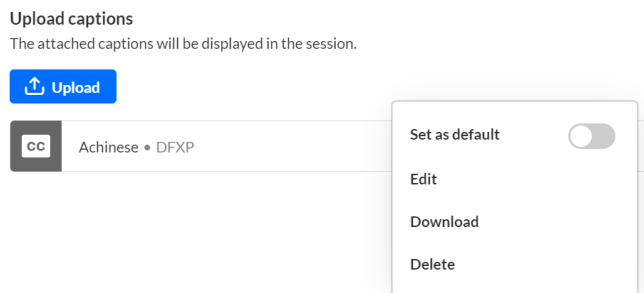 Upload captions
The attached captions will be displayed in the session.
Upload
CC Achinese • DFXP
Set as default
Edit
Download
Delete